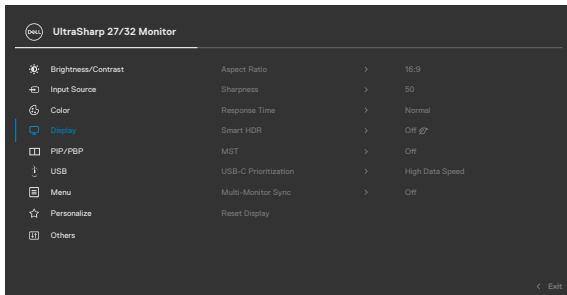 DELL UltraSharp 27/32 Monitor
Brightness/Contrast Aspect Ratio > 16:9
Input Source Sharpness > 50
Color Response Time > Normal
Display Smart HDR > Off
PIP/PBP MST > Off
USB USB-C Prioritization > High Data Speed
Menu Multi-Monitor Sync > Off
Personalize Reset Display
Others
< Exit